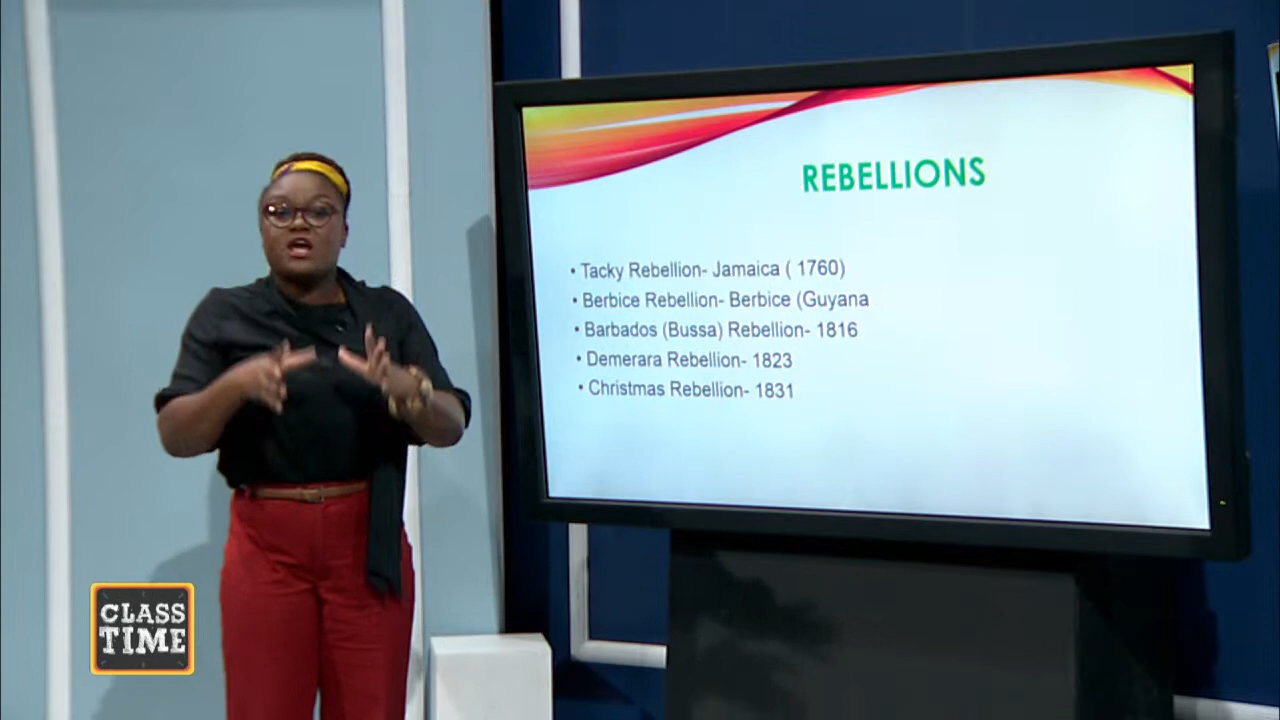 REBELLIONS
• Tacky Rebellion- Jamaica ( 1760)
• Berbice Rebellion- Berbice (Guyana
• Barbados (Bussa) Rebellion- 1816
• Demerara Rebellion- 1823
• Christmas Rebellion- 1831
CLASS
TIME